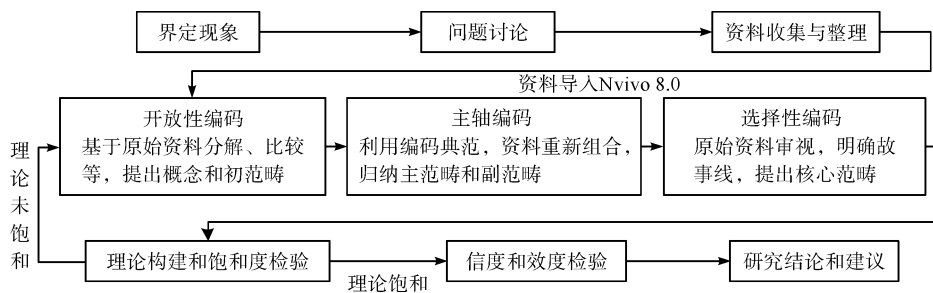 界定现象
问题讨论
资料收集与整理
资料导入Nvivo 8.0
开放性编码
基于原始资料分解、比较
等，提出概念和初范畴
主轴编码
利用编码典范，资料重新组合，
归纳主范畴和副范畴
选择性编码
原始资料审视，明确故
事线，提出核心范畴
理论未饱和
理论构建和饱和度检验
理论饱和
信度和效度检验
研究结论和建议